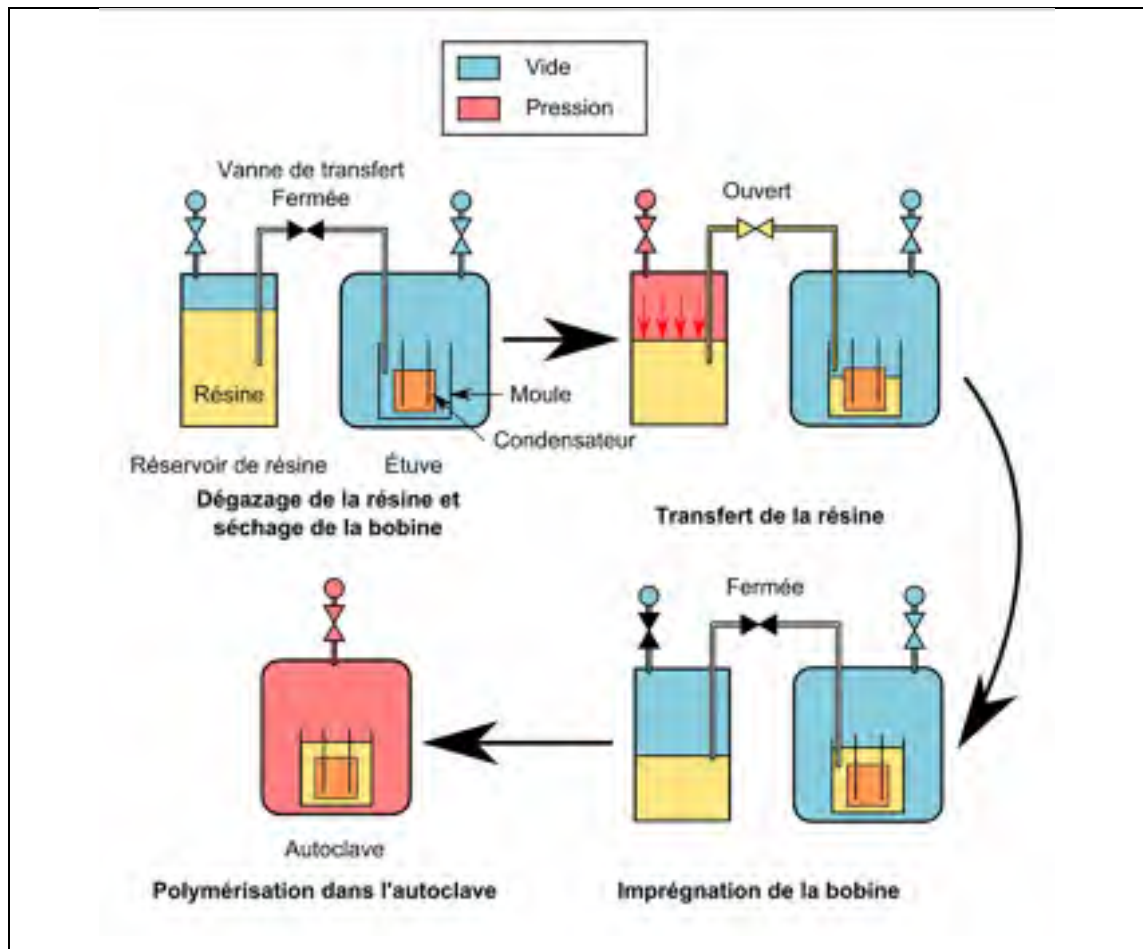 Vide
Pression
Vanne de transfert
Fermée
Résine
Moule
Condensateur
Réservoir de résine
Étuve
Dégazage de la résine et
séchage de la bobine
Ouvert
Transfert de la résine
Fermée
Imprégnation de la bobine
Autoclave
Polymérisation dans l'autoclave